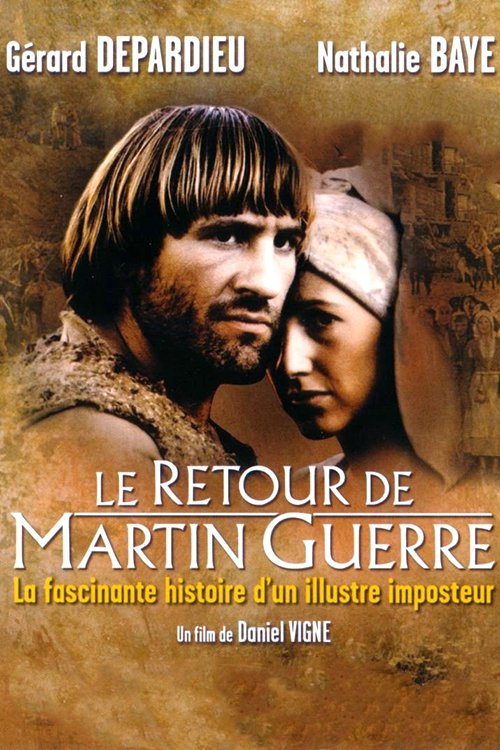 Gérard DEPARDIEU Nathalie BAYE
LE RETOUR DE
MARTIN GUERRE
La fascinante histoire d'un illustre imposteur
Un film de Daniel VIGNE